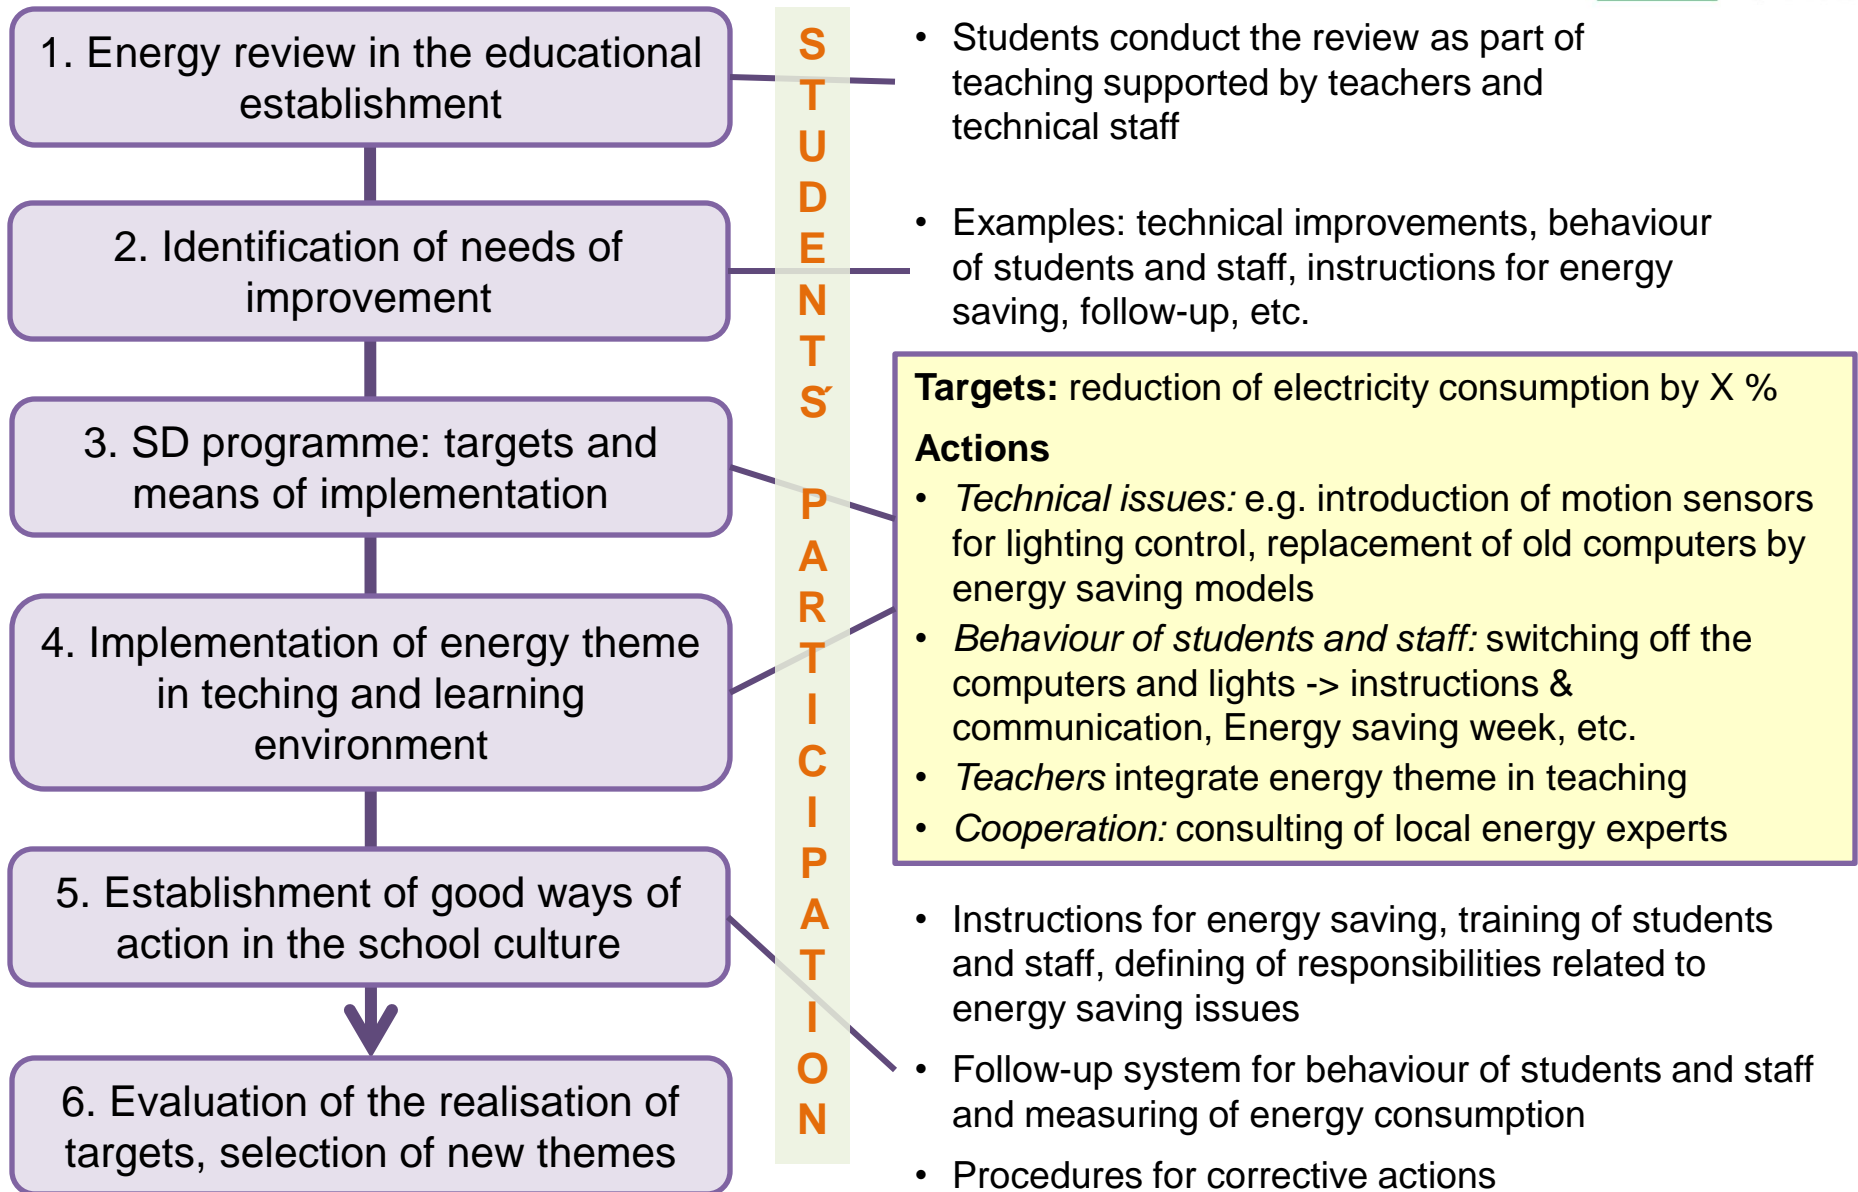 1. Energy review in the educational
establishment
2. Identification of needs of
improvement
3. SD programme: targets and
means of implementation
4. Implementation of energy theme
in teching and learning
environment
5. Establishment of good ways of
action in the school culture
6. Evaluation of the realisation of
targets, selection of new themes
STUDENTS´ PARTICIPATION
• Students conduct the review as part of
teaching supported by teachers and
technical staff
• Examples: technical improvements, behaviour
of students and staff, instructions for energy
saving, follow-up, etc.
Targets: reduction of electricity consumption by X %
Actions
• Technical issues: e.g. introduction of motion sensors
for lighting control, replacement of old computers by
energy saving models
• Behaviour of students and staff: switching off the
computers and lights -> instructions &
communication, Energy saving week, etc.
• Teachers integrate energy theme in teaching
• Cooperation: consulting of local energy experts
• Instructions for energy saving, training of students
and staff, defining of responsibilities related to
energy saving issues
• Follow-up system for behaviour of students and staff
and measuring of energy consumption
• Procedures for corrective actions